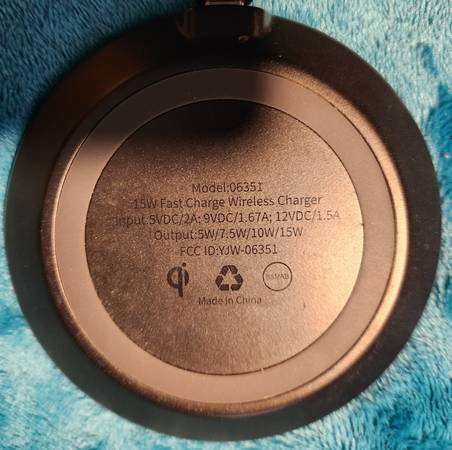 Model:06351
15W Fast Charge Wireless Charger
Input:5VDC/2A; 9VDC/1.67A; 12VDC/1.5A
Output:5W/7.5W/10W/15W
FCC ID:YJW-06351
qi
Made in China